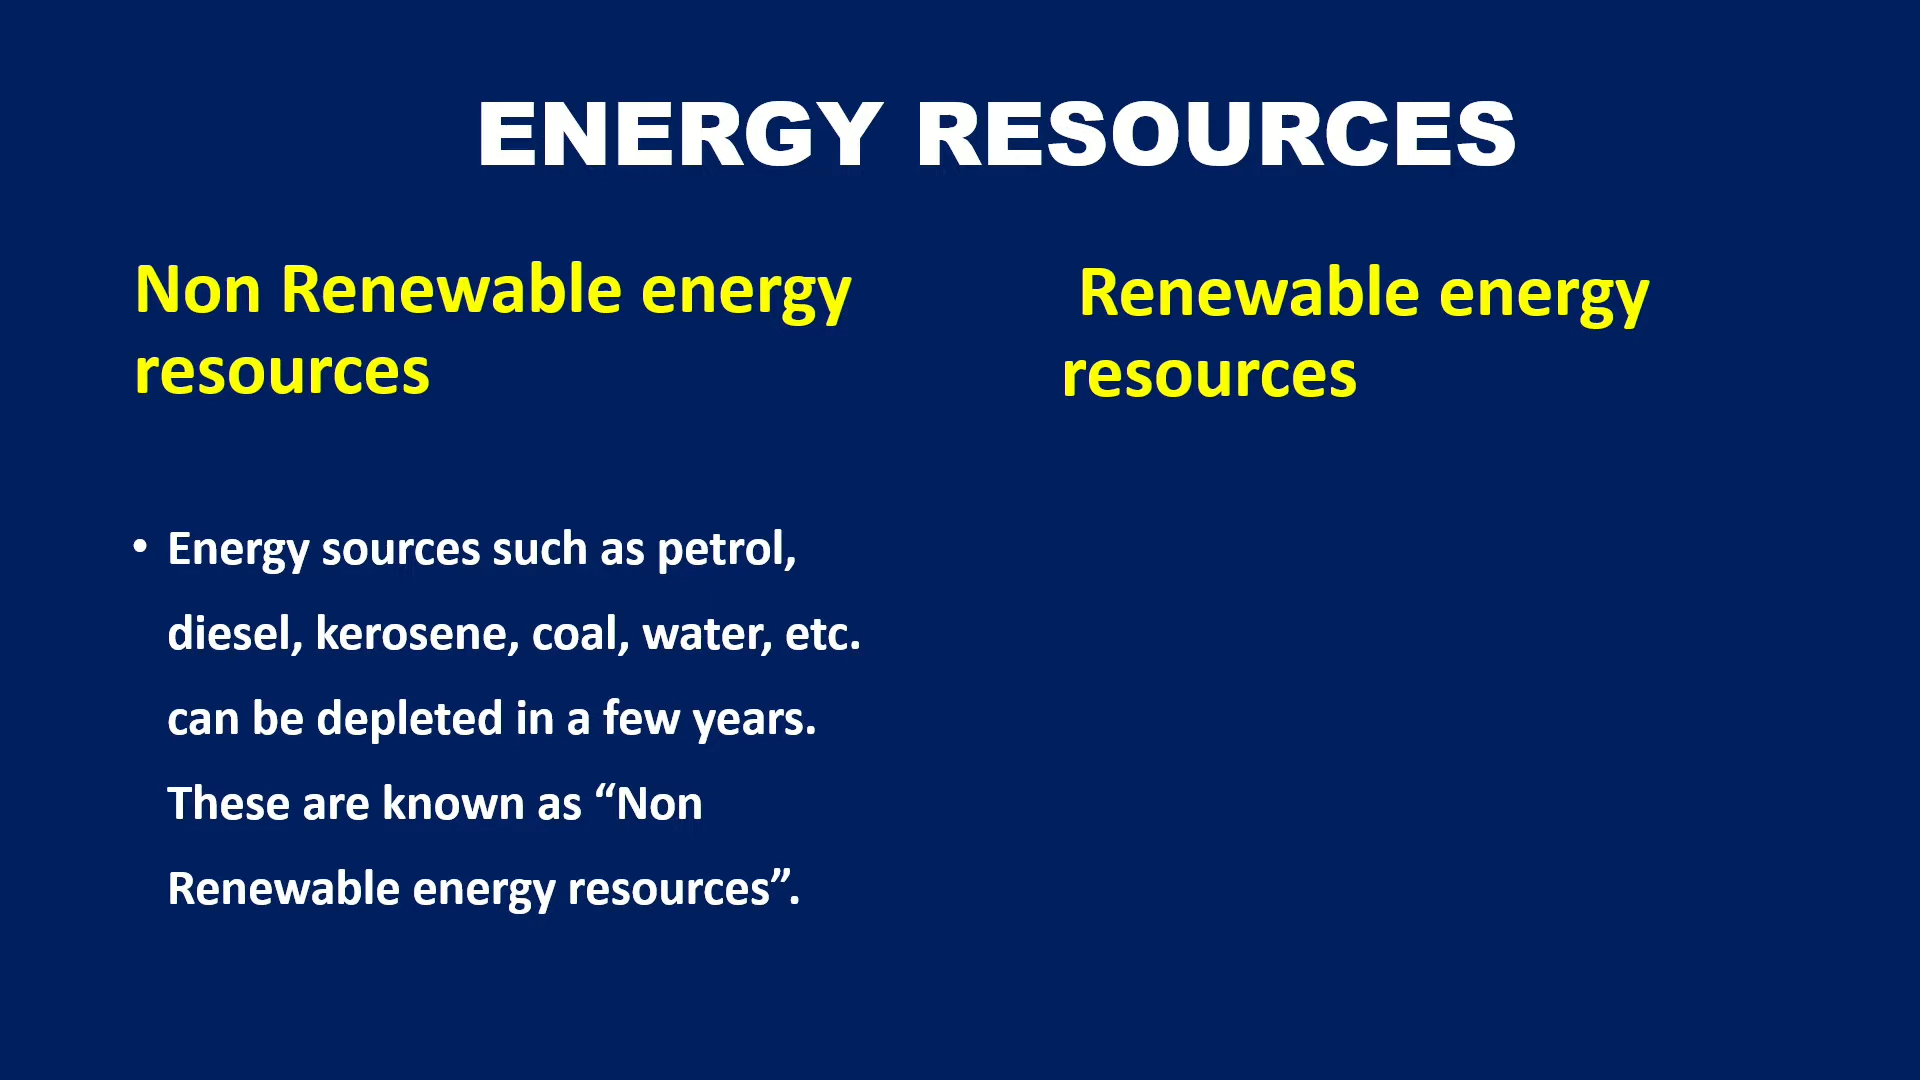 ENERGY RESOURCES
Non Renewable energy
resources
• Energy sources such as petrol,
diesel, kerosene, coal, water, etc.
can be depleted in a few years.
These are known as “Non
Renewable energy resources”.
Renewable energy
resources